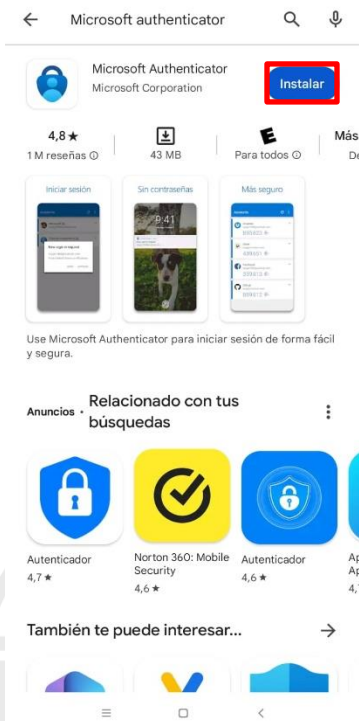 Microsoft authenticator
Microsoft Authenticator
Microsoft Corporation
Instalar
4,8★
1 M reseñas
43 MB
Para todos
Más
Iniciar sesión
Sin contraseñas
Más seguro
9:41
Use Microsoft Authenticator para iniciar sesión de forma fácil
y segura.
Anuncios · Relacionado con tus
búsquedas
Autenticador
4,7★
Norton 360: Mobile
Security
4,6★
Autenticador
4,6★
También te puede interesar...